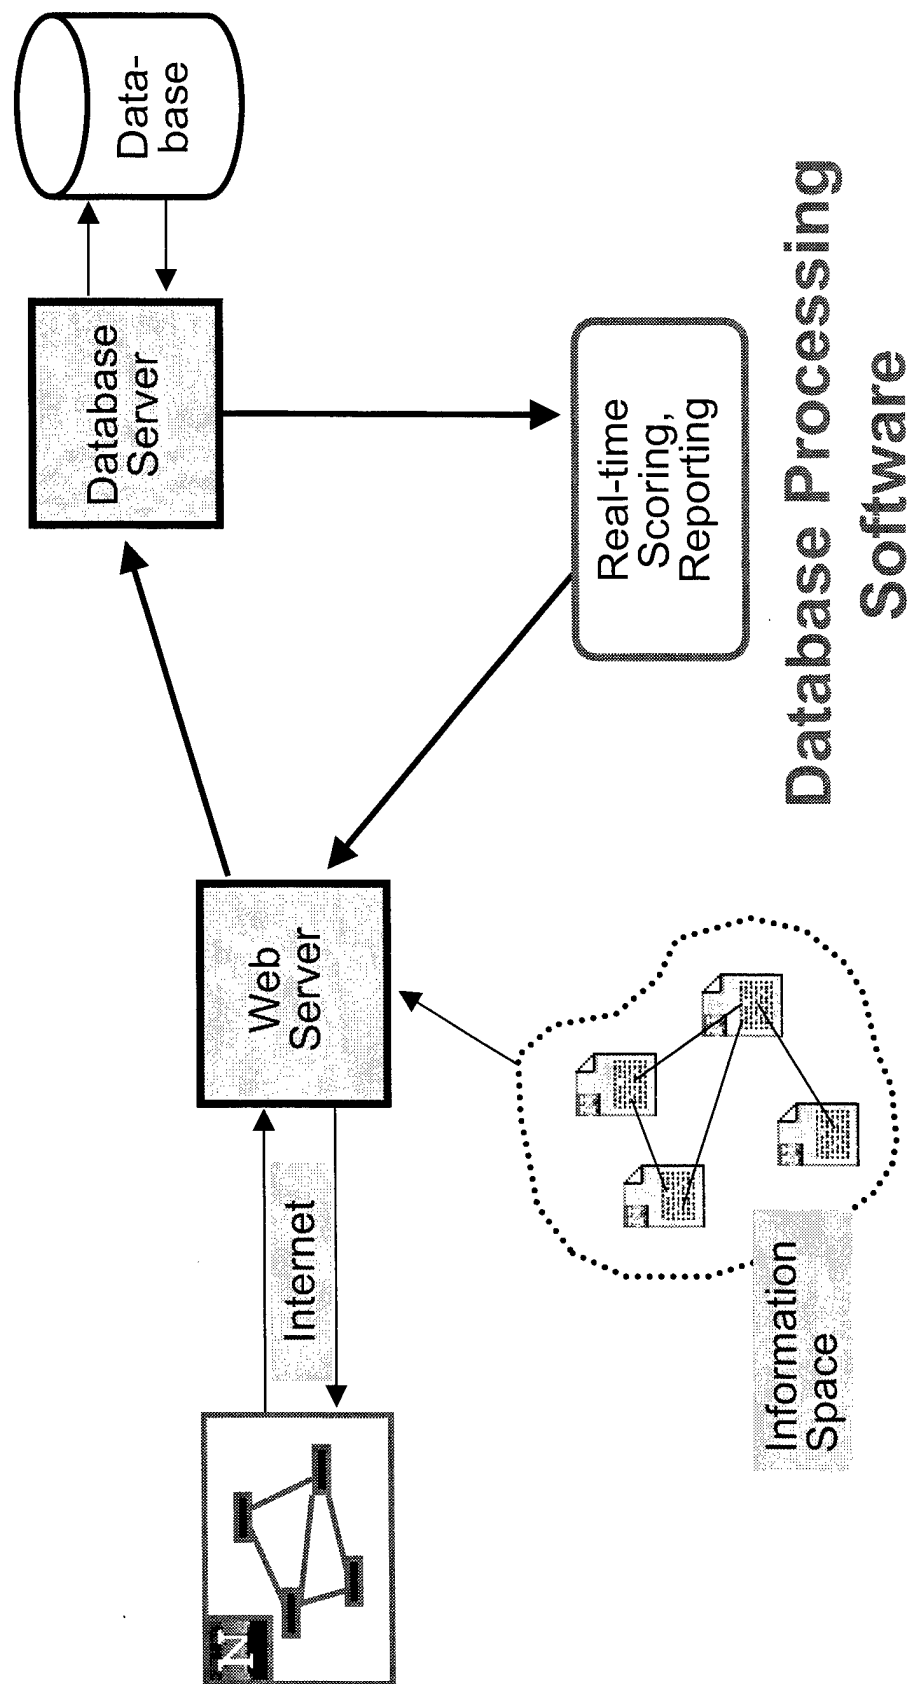 N
Internet
Web
Server
Database
Server
Data-
base
Information
Space
N
N
N
N
Real-time
Scoring,
Reporting
Database Processing
Software